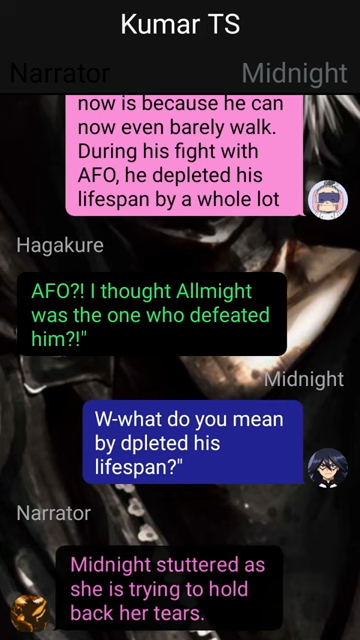 Kumar TS
Narrator
Midnight
now is because he can
now even barely walk.
During his fight with
AFO, he depleted his
lifespan by a whole lot
Hagakure
AFO?! I thought Allmight
was the one who defeated
him?!"
Midnight
W-what do you mean
by dpleted his
lifespan?"
Narrator
Midnight stuttered as
she is trying to hold
back her tears.